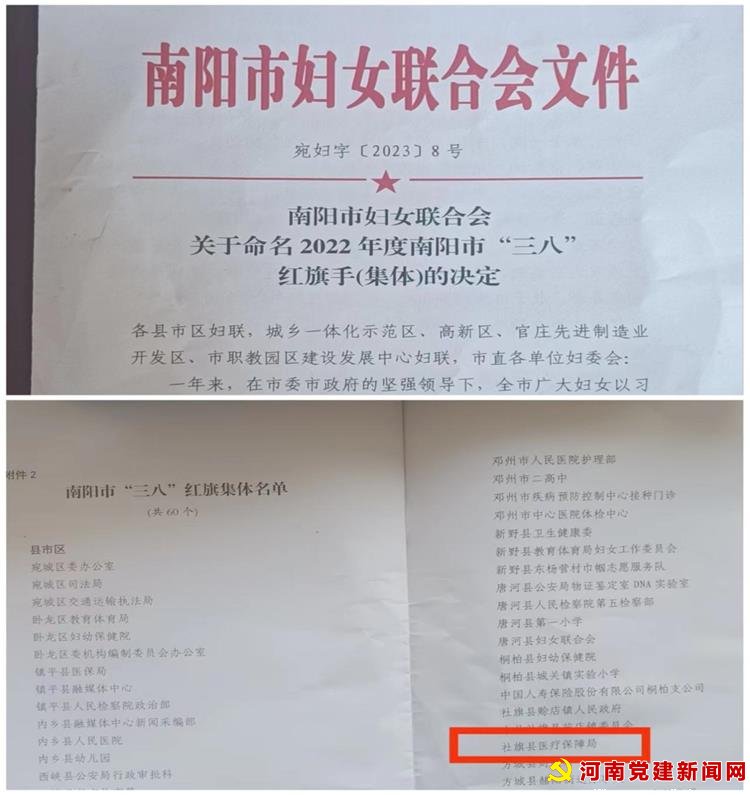 南阳市妇女联合会文件
宛妇字〔2023〕8号
南阳市妇女联合会
关于命名2022年度南阳市“三八”
红旗手(集体)的决定
各县市区妇联，城乡一体化示范区、高新区、官庄先进制造业
开发区、市职教园区建设发展中心妇联，市直各单位妇委会：
一年来，在市委市政府的坚强领导下，全市广大妇女以习
附件2
南阳市“三八”红旗集体名单
（共60个）
县市区
宛城区委办公室
宛城区司法局
宛城区交通运输执法局
卧龙区教育体育局
卧龙区妇幼保健院
卧龙区委机构编制委员会办公室
镇平县医保局
镇平县融媒体中心
镇平县人民检察院政治部
内乡县融媒体中心新闻采编部
内乡县人民医院
内乡县幼儿园
西峡县公安局行政审批科
邓州市人民医院护理部
邓州市二高中
邓州市疾病预防控制中心接种门诊
邓州市中心医院体检中心
新野县卫生健康委
新野县教育体育局妇女工作委员会
新野县东杨营村巾帼志愿服务队
唐河县公安局物证鉴定室DNA实验室
唐河县人民检察院第五检察部
唐河县第一小学
唐河县妇女联合会
桐柏县妇幼保健院
桐柏县城关镇实验小学
中国人寿保险股份有限公司桐柏支公司
社旗县赊店镇人民政府
社旗县医疗保障局
方城县
方城县
河南党建新闻网